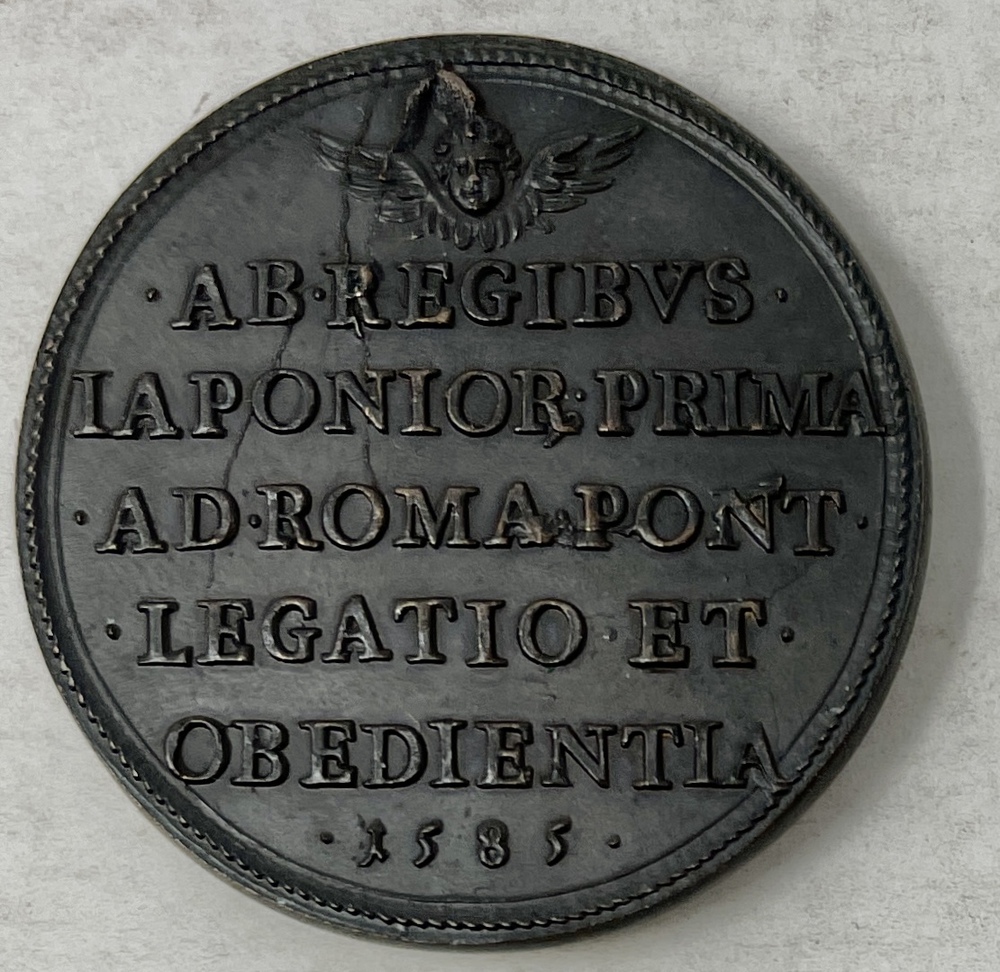 ·AB·REGIBVS·
IAPONIOR·PRIMA
·AD·ROMA·PONT·
·LEGATIO·ET·
OBEDIENTIA
·1585·